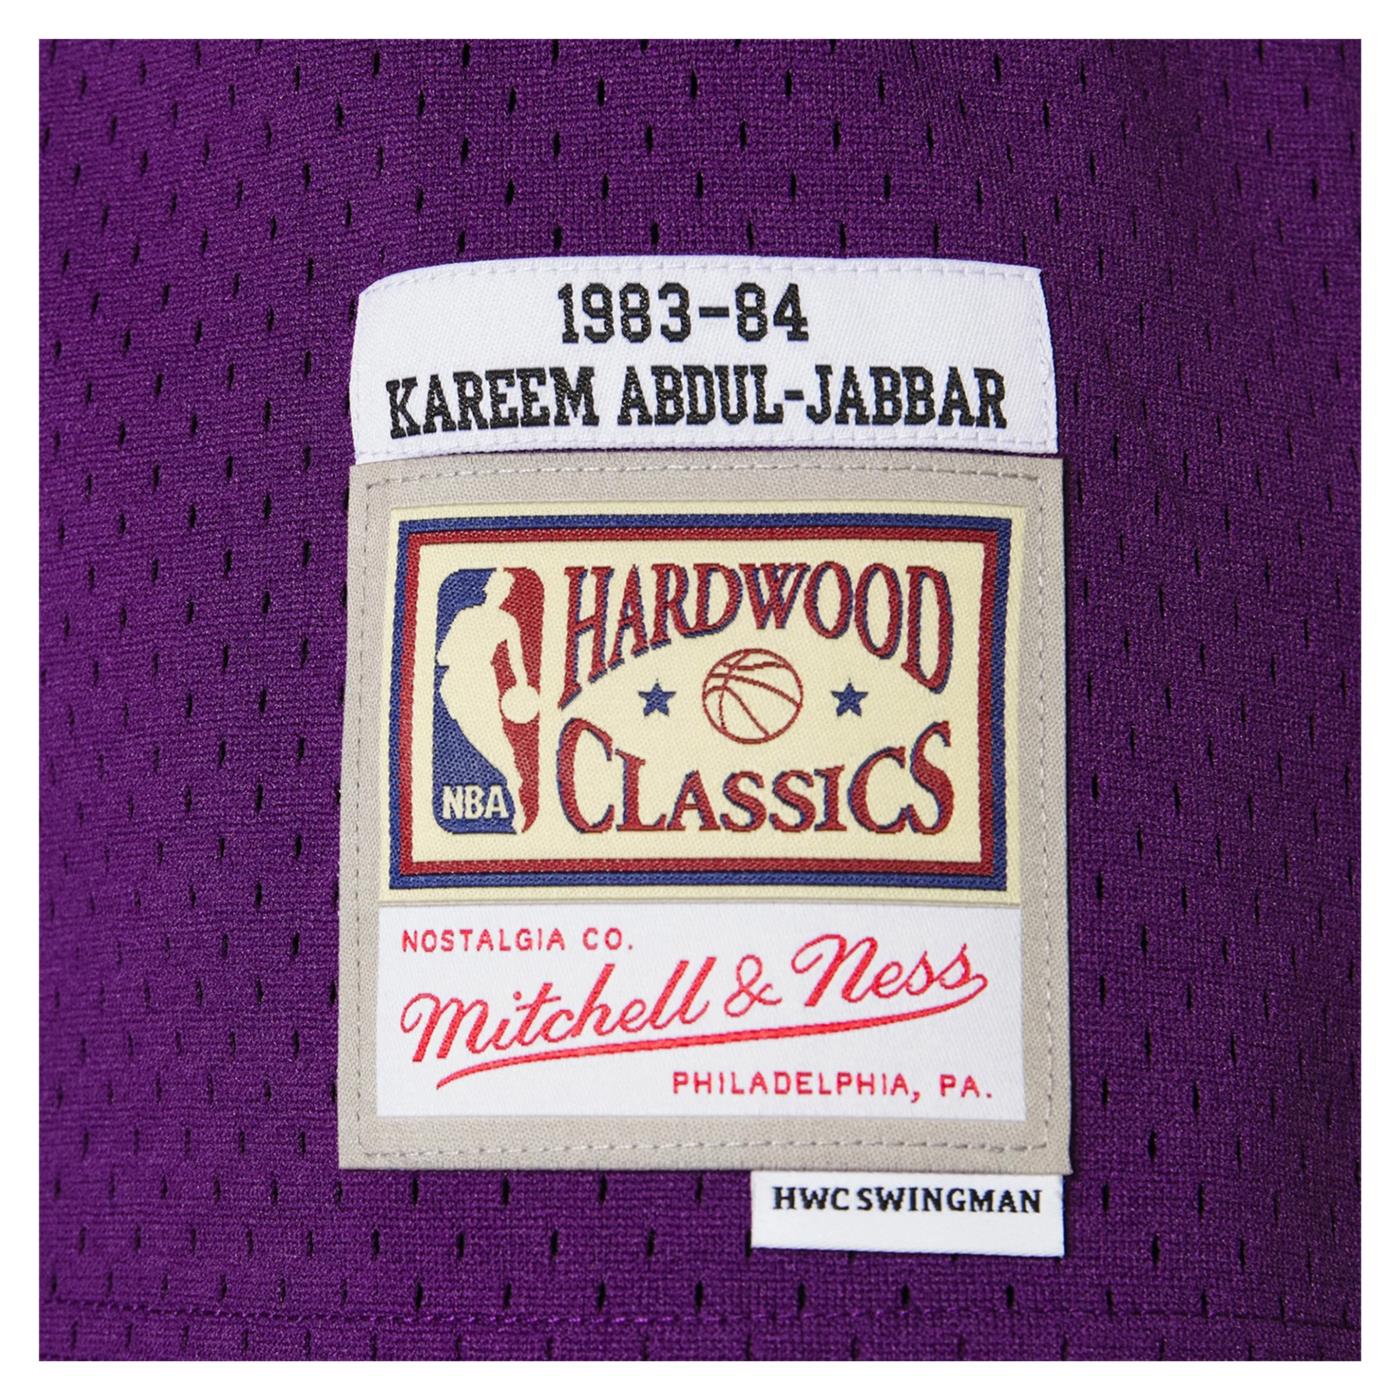 1983-84
KAREEM ABDUL-JABBAR
HARDWOOD
CLASSICS
NBA
NOSTALGIA CO.
Mitchell & Ness
PHILADELPHIA, PA.
HWC SWINGMAN